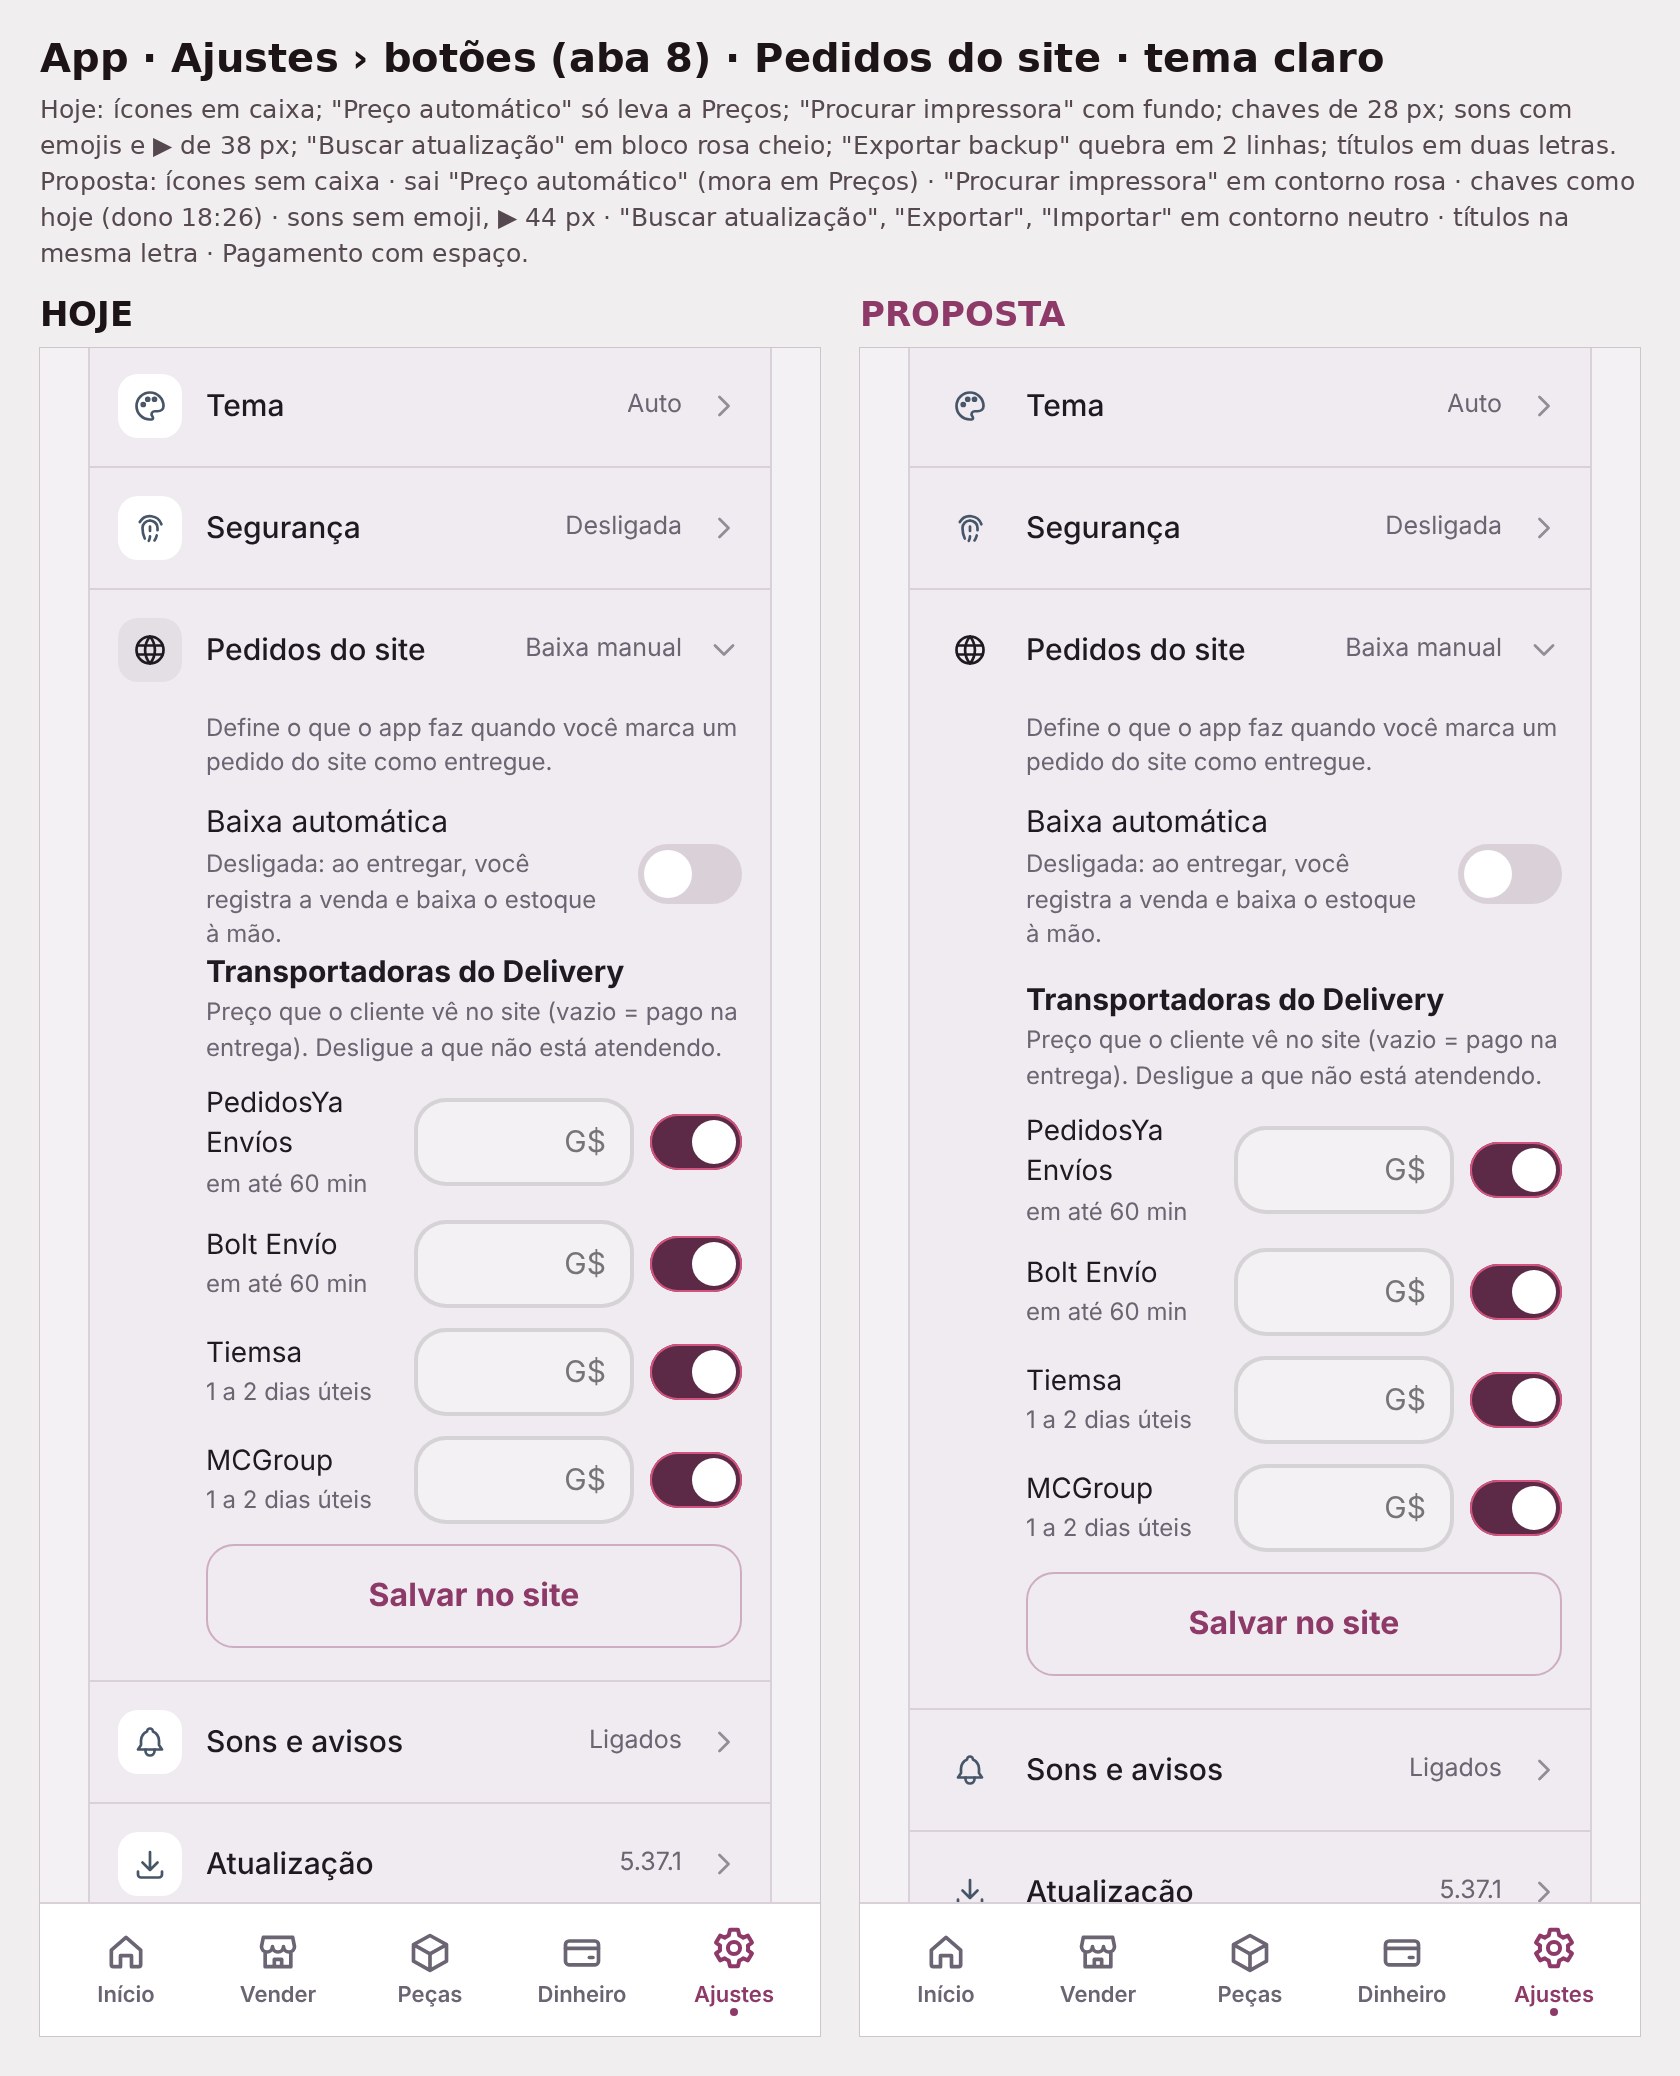 App · Ajustes › botões (aba 8) · Pedidos do site · tema claro
Hoje: ícones em caixa; "Preço automático" só leva a Preços; "Procurar impressora" com fundo; chaves de 28 px; sons com
emojis e ▶ de 38 px; "Buscar atualização" em bloco rosa cheio; "Exportar backup" quebra em 2 linhas; títulos em duas letras.
Proposta: ícones sem caixa · sai "Preço automático" (mora em Preços) · "Procurar impressora" em contorno rosa · chaves como
hoje (dono 18:26) · sons sem emoji, ▶ 44 px · "Buscar atualização", "Exportar", "Importar" em contorno neutro · títulos na
mesma letra · Pagamento com espaço.
HOJE
Tema Auto
Segurança Desligada
Pedidos do site Baixa manual
Define o que o app faz quando você marca um
pedido do site como entregue.
Baixa automática
Desligada: ao entregar, você
registra a venda e baixa o estoque
à mão.
Transportadoras do Delivery
Preço que o cliente vê no site (vazio = pago na
entrega). Desligue a que não está atendendo.
PedidosYa
Envíos
em até 60 min
G$
Bolt Envío
em até 60 min
G$
Tiemsa
1 a 2 dias úteis
G$
MCGroup
1 a 2 dias úteis
G$
Salvar no site
Sons e avisos Ligados
Atualização 5.37.1
Início Vender Peças Dinheiro Ajustes
PROPOSTA
Tema Auto
Segurança Desligada
Pedidos do site Baixa manual
Define o que o app faz quando você marca um
pedido do site como entregue.
Baixa automática
Desligada: ao entregar, você
registra a venda e baixa o estoque
à mão.
Transportadoras do Delivery
Preço que o cliente vê no site (vazio = pago na
entrega). Desligue a que não está atendendo.
PedidosYa
Envíos
em até 60 min
G$
Bolt Envío
em até 60 min
G$
Tiemsa
1 a 2 dias úteis
G$
MCGroup
1 a 2 dias úteis
G$
Salvar no site
Sons e avisos Ligados
Atualização 5.37.1
Início Vender Peças Dinheiro Ajustes